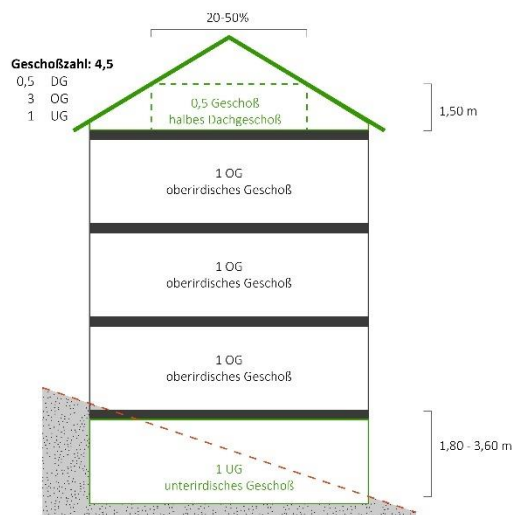 20-50%
Geschoßzahl: 4,5
0,5 DG
3 OG
1 UG
0,5 Geschoß
halbes Dachgeschoß
1,50 m
1 OG
oberirdisches Geschoß
1 OG
oberirdisches Geschoß
1 OG
oberirdisches Geschoß
1,80 - 3,60 m
1 UG
unterirdisches Geschoß